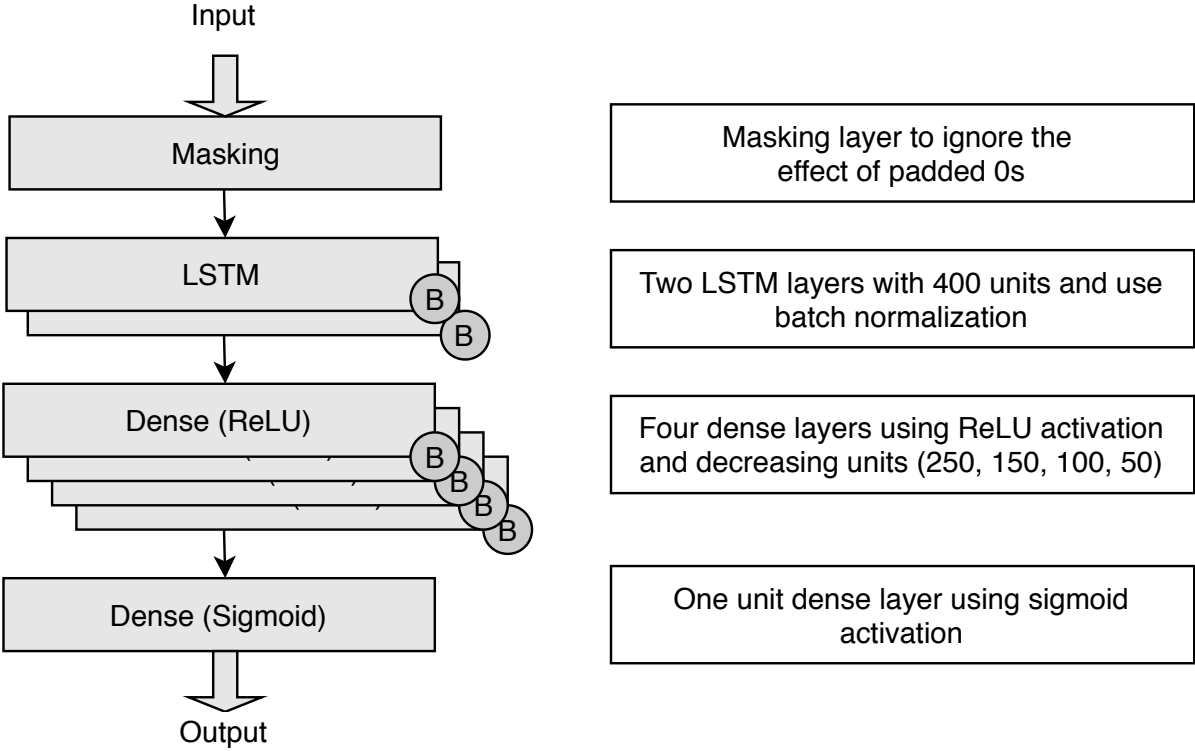 Input
Masking
Masking layer to ignore the
effect of padded 0s
LSTM
B
B
Two LSTM layers with 400 units and use
batch normalization
Dense (ReLU)
B
B
B
B
Four dense layers using ReLU activation
and decreasing units (250, 150, 100, 50)
Dense (Sigmoid)
One unit dense layer using sigmoid
activation
Output